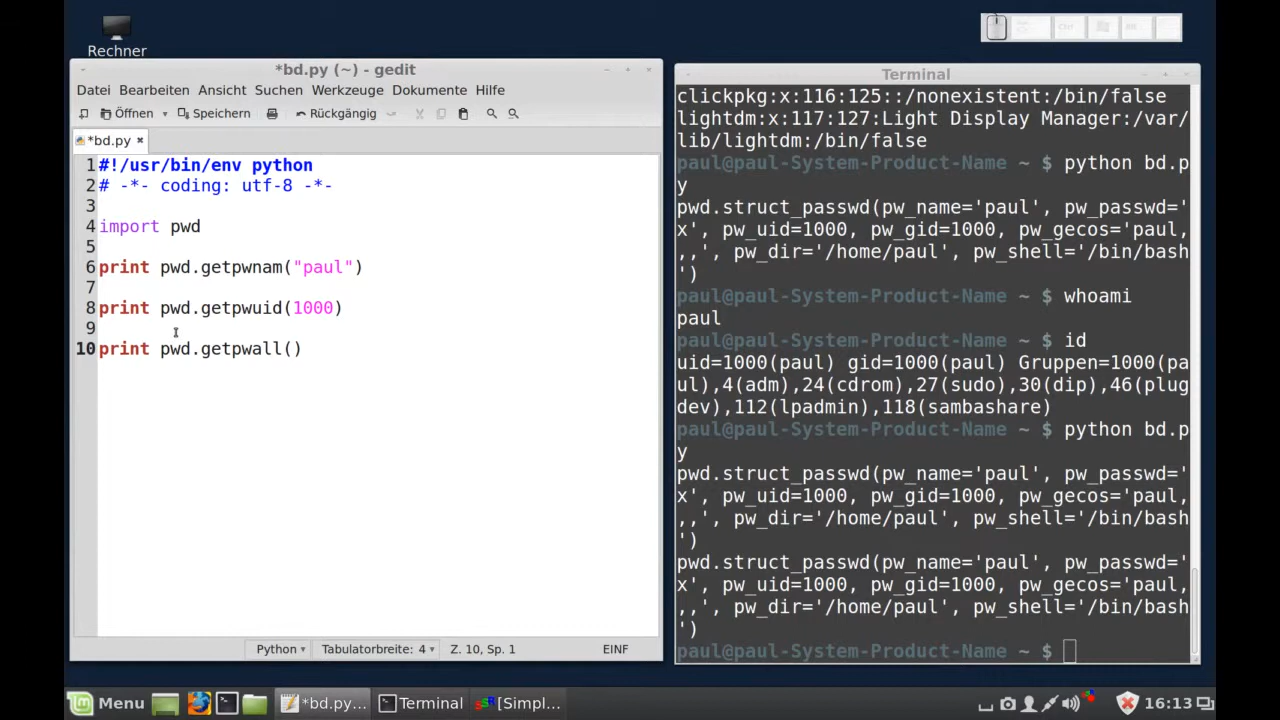 Rechner
*bd.py (~) - gedit
Datei Bearbeiten Ansicht Suchen Werkzeuge Dokumente Hilfe
Öffnen Speichern Rückgängig
*bd.py
1 #!/usr/bin/env python
2 # -*- coding: utf-8 -*-
3
4 import pwd
5
6 print pwd.getpwnam("paul")
7
8 print pwd.getpwuid(1000)
9
10 print pwd.getpwall()
Python Tabulatorbreite: 4 Z. 10, Sp. 1 EINF
Terminal
clickpkg:x:116:125::/nonexistent:/bin/false
lightdm:x:117:127:Light Display Manager:/var/
lib/lightdm:/bin/false
paul@paul-System-Product-Name ~ $ python bd.p
y
pwd.struct_passwd(pw_name='paul', pw_passwd='
x', pw_uid=1000, pw_gid=1000, pw_gecos='paul,
,,', pw_dir='/home/paul', pw_shell='/bin/bash
')
paul@paul-System-Product-Name ~ $ whoami
paul
paul@paul-System-Product-Name ~ $ id
uid=1000(paul) gid=1000(paul) Gruppen=1000(pa
ul),4(adm),24(cdrom),27(sudo),30(dip),46(plug
dev),112(lpadmin),118(sambashare)
paul@paul-System-Product-Name ~ $ python bd.p
y
pwd.struct_passwd(pw_name='paul', pw_passwd='
x', pw_uid=1000, pw_gid=1000, pw_gecos='paul,
,,', pw_dir='/home/paul', pw_shell='/bin/bash
')
pwd.struct_passwd(pw_name='paul', pw_passwd='
x', pw_uid=1000, pw_gid=1000, pw_gecos='paul,
,,', pw_dir='/home/paul', pw_shell='/bin/bash
')
paul@paul-System-Product-Name ~ $
Menu *bd.py... Terminal [Simpl... 16:13